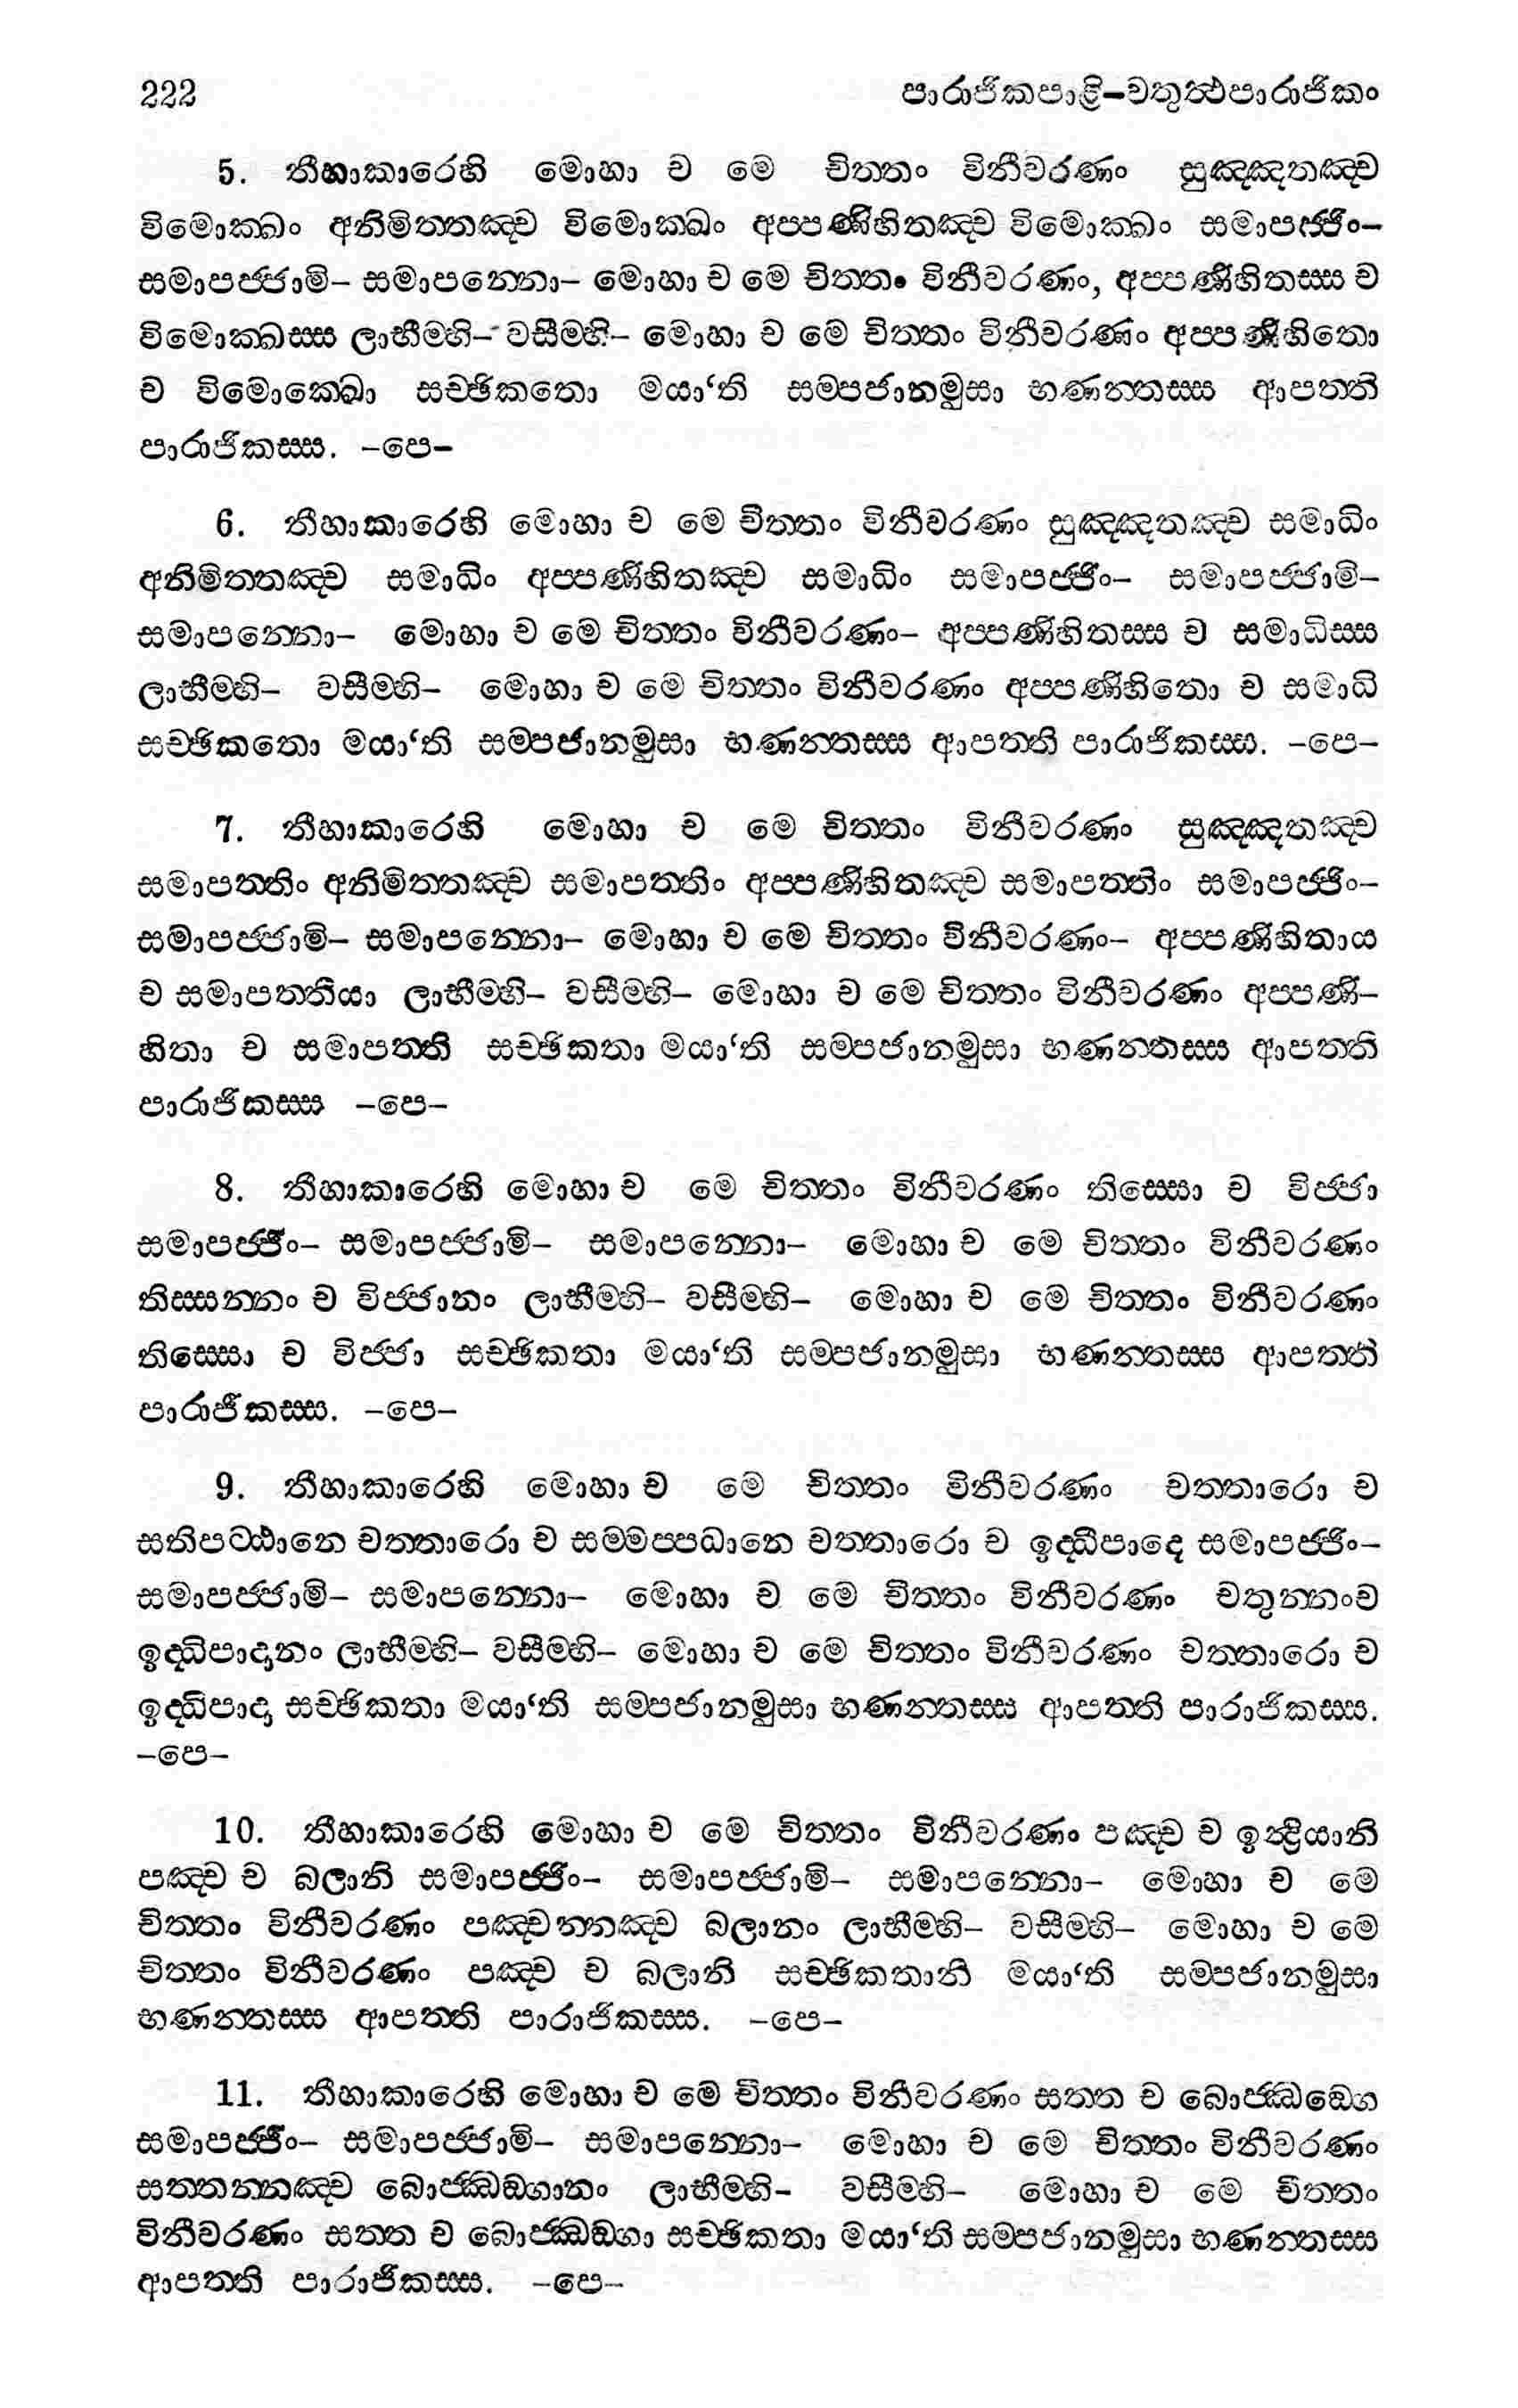 222 පාරාජිකපාළි–චතුත්‍ථපාරාජිකං
5. තීහාකාරෙහි මොහා ච මෙ චිත්තං විනීවරණං සුඤ්ඤතඤ්ච
විමොක්ඛං අනිමිත්තඤ්ච විමොක්ඛං අප්පණිහිතඤ්ච විමොක්ඛං සමාපජ්ජිං–
සමාපජ්ජාමි– සමාපන්නො– මොහා ච මෙ චිත්තං විනීවරණං, අප්පණිහිතස්ස ච
විමොක්ඛස්ස ලාභීම්හි– වසීම්හි– මොහා ච මෙ චිත්තං විනීවරණං අප්පණිහිතො
ච විමොක්ඛො සච්ඡිකතො මයා‘ති සම්පජානමුසා භණන්තස්ස ආපත්ති
පාරාජිකස්ස. –පෙ–
6. තීහාකාරෙහි මොහා ච මෙ චිත්තං විනීවරණං සුඤ්ඤතඤ්ච සමාධිං
අනිමිත්තඤ්ච සමාධිං අප්පණිහිතඤ්ච සමාධිං සමාපජ්ජිං– සමාපජ්ජාමි–
සමාපන්නො– මොහා ච මෙ චිත්තං විනීවරණං– අප්පණිහිතස්ස ච සමාධිස්ස
ලාභීම්හි– වසීම්හි– මොහා ච මෙ චිත්තං විනීවරණං අප්පණිහිතො ච සමාධි
සච්ඡිකතො මයා‘ති සම්පජානමුසා භණන්තස්ස ආපත්ති පාරාජිකස්ස. –පෙ–
7. තීහාකාරෙහි මොහා ච මෙ චිත්තං විනීවරණං සුඤ්ඤතඤ්ච
සමාපත්තිං අනිමිත්තඤ්ච සමාපත්තිං අප්පණිහිතඤ්ච සමාපත්තිං සමාපජ්ජිං–
සමාපජ්ජාමි– සමාපන්නො– මොහා ච මෙ චිත්තං විනීවරණං– අප්පණිහිතාය
ච සමාපත්තියා ලාභීම්හි– වසීම්හි– මොහා ච මෙ චිත්තං විනීවරණං අප්පණි–
හිතා ච සමාපත්ති සච්ඡිකතා මයා‘ති සම්පජානමුසා භණන්තස්ස ආපත්ති
පාරාජිකස්ස –පෙ–
8. තීහාකාරෙහි මොහා ච මෙ චිත්තං විනීවරණං තිස්සො ච විජ්ජා
සමාපජ්ජිං– සමාපජ්ජාමි– සමාපන්නො– මොහා ච මෙ චිත්තං විනීවරණං
තිස්සන්නං ච විජ්ජානං ලාභීම්හි– වසීම්හි– මොහා ච මෙ චිත්තං විනීවරණං
තිස්සො ච විජ්ජා සච්ඡිකතා මයා‘ති සම්පජානමුසා භණන්තස්ස ආපත්ති
පාරාජිකස්ස. –පෙ–
9. තීහාකාරෙහි මොහා ච මෙ චිත්තං විනීවරණං චත්තාරො ච
සතිපට්ඨානෙ චත්තාරො ච සම්මප්පධානෙ චත්තාරො ච ඉද්ධිපාදෙ සමාපජ්ජිං–
සමාපජ්ජාමි– සමාපන්නො– මොහා ච මෙ චිත්තං විනීවරණං චතුන්නංච
ඉද්ධිපාදානං ලාභීම්හි– වසීම්හි– මොහා ච මෙ චිත්තං විනීවරණං චත්තාරො ච
ඉද්ධිපාදා සච්ඡිකතා මයා‘ති සම්පජානමුසා භණන්තස්ස ආපත්ති පාරාජිකස්ස.
–පෙ–
10. තීහාකාරෙහි මොහා ච මෙ චිත්තං විනීවරණං පඤ්ච ච ඉන්‍ද්‍රියානි
පඤ්ච ච බලානි සමාපජ්ජිං– සමාපජ්ජාමි– සමාපන්නො– මොහා ච මෙ
චිත්තං විනීවරණං පඤ්චන්නඤ්ච බලානං ලාභීම්හි– වසීම්හි– මොහා ච මෙ
චිත්තං විනීවරණං පඤ්ච ච බලානි සච්ඡිකතානි මයා‘ති සම්පජානමුසා
භණන්තස්ස ආපත්ති පාරාජිකස්ස. –පෙ–
11. තීහාකාරෙහි මොහා ච මෙ චිත්තං විනීවරණං සත්ත ච බොජ්ඣඞ්ගෙ
සමාපජ්ජිං– සමාපජ්ජාමි– සමාපන්නො– මොහා ච මෙ චිත්තං විනීවරණං
සත්තන්නඤ්ච බොජ්ඣඞ්ගානං ලාභීම්හි– වසීම්හි– මොහා ච මෙ චිත්තං
විනීවරණං සත්ත ච බොජ්ඣඞ්ගා සච්ඡිකතා මයා‘ති සම්පජානමුසා භණන්තස්ස
ආපත්ති පාරාජිකස්ස. –පෙ–